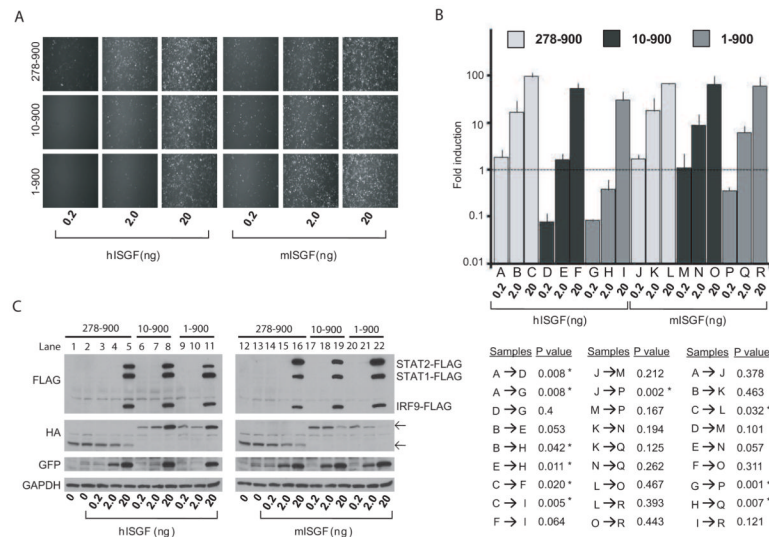 A
278-900
10-900
1-900
0.2 2.0 20 0.2 2.0 20
hISGF(ng) mISGF(ng)
B
278-900 10-900 1-900
Fold induction
100
10
1
0.1
0.01
A B C D E F G H I J K L M N O P Q R
0.2 2.0 20 0.2 2.0 20 0.2 2.0 20 0.2 2.0 20 0.2 2.0 20 0.2 2.0 20
hISGF(ng) mISGF(ng)
Samples P value Samples P value Samples P value
A → D 0.008 * J → M 0.212 A → J 0.378
A → G 0.008 * J → P 0.002 * B → K 0.463
D → G 0.4 M → P 0.167 C → L 0.032 *
B → E 0.053 K → N 0.194 D → M 0.101
B → H 0.042 * K → Q 0.125 E → N 0.057
E → H 0.011 * N → Q 0.262 F → O 0.311
C → F 0.020 * L → O 0.467 G → P 0.001 *
C → I 0.005 * L → R 0.393 H → Q 0.007 *
F → I 0.064 O → R 0.443 I → R 0.121
C
278-900 10-900 1-900 278-900 10-900 1-900
Lane 1 2 3 4 5 6 7 8 9 10 11 12 13 14 15 16 17 18 19 20 21 22
FLAG
STAT2-FLAG
STAT1-FLAG
IRF9-FLAG
HA
GFP
GAPDH
0 0 0.2 2.0 20 0.2 2.0 20 0.2 2.0 20 0 0 0.2 2.0 20 0.2 2.0 20 0.2 2.0 20
hISGF (ng) mISGF (ng)